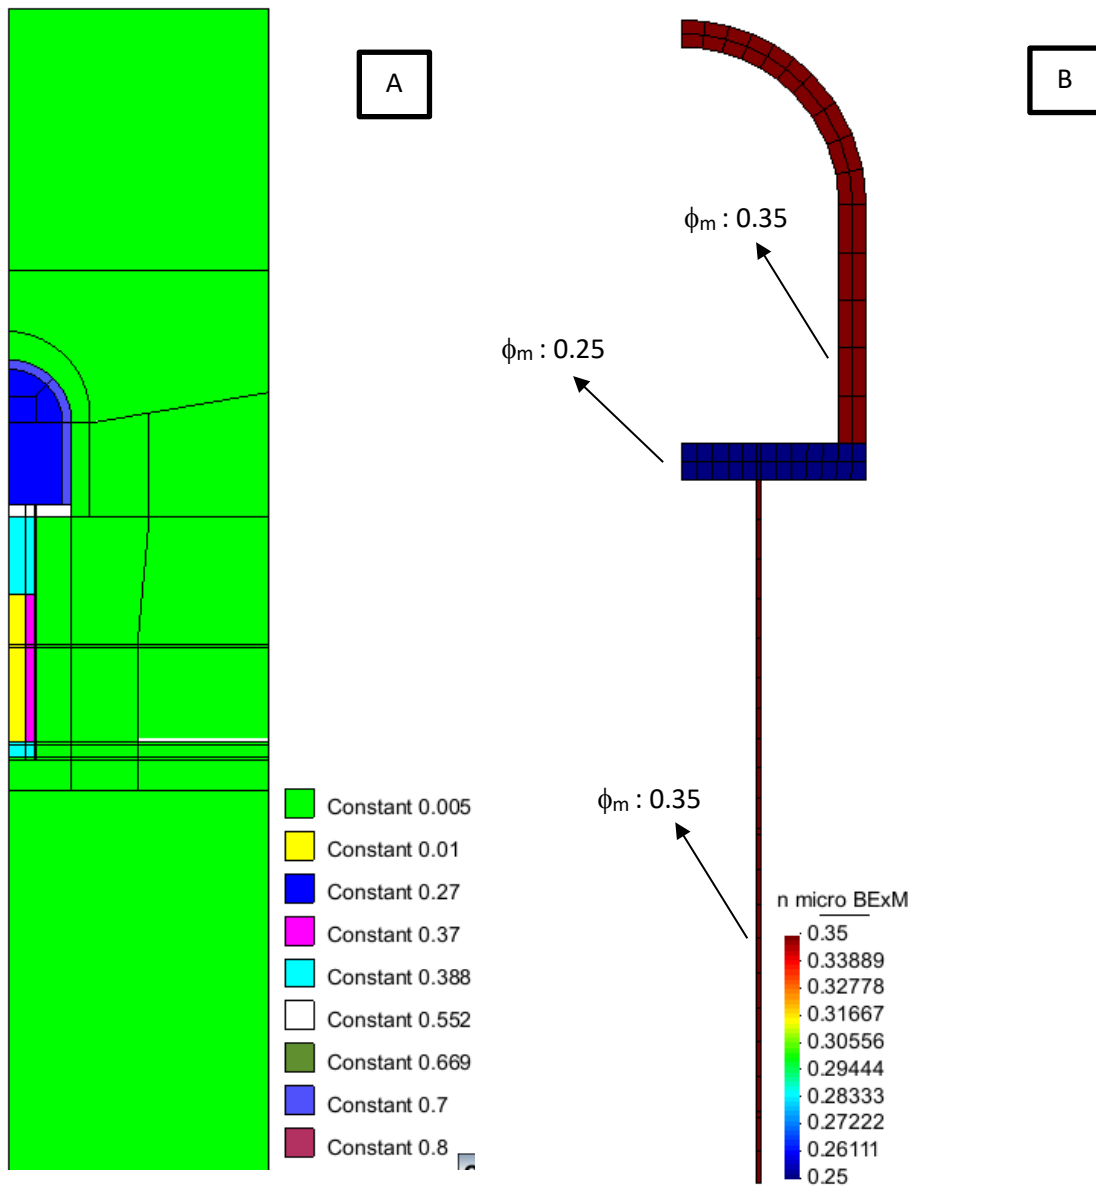 A
B
ϕm : 0.35
ϕm : 0.25
ϕm : 0.35
Constant 0.005
Constant 0.01
Constant 0.27
Constant 0.37
Constant 0.388
Constant 0.552
Constant 0.669
Constant 0.7
Constant 0.8
n micro BExM
0.35
0.33889
0.32778
0.31667
0.30556
0.29444
0.28333
0.27222
0.26111
0.25